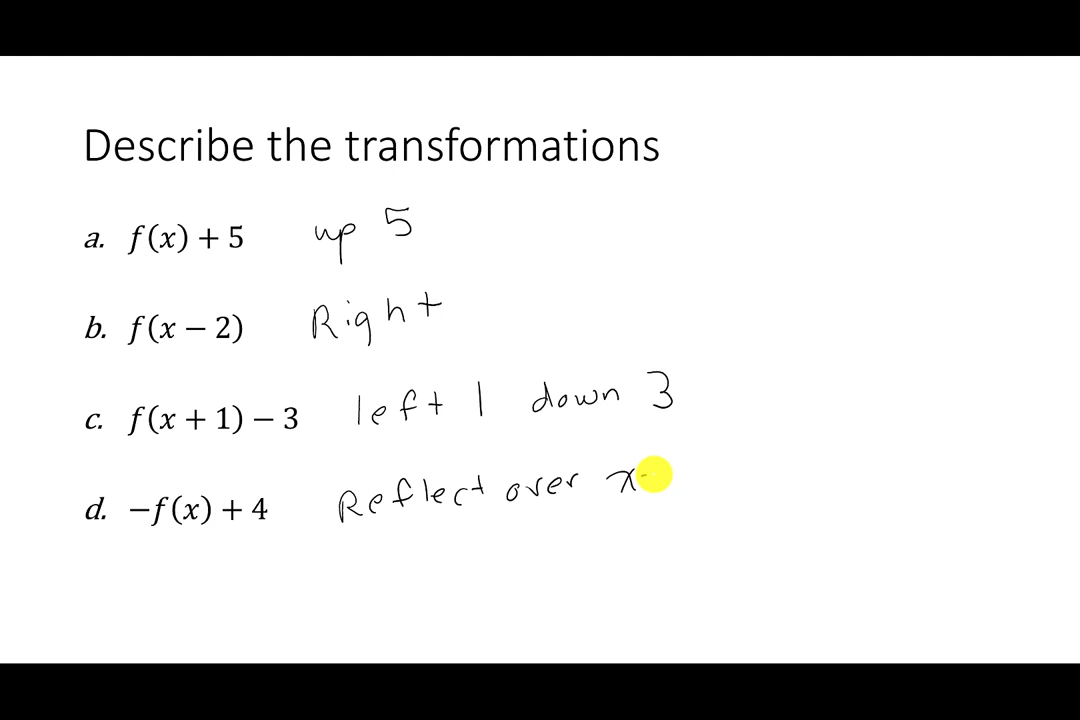 Describe the transformations
a. f(x) + 5 up 5
b. f(x − 2) Right
c. f(x + 1) − 3 left 1 down 3
d. −f(x) + 4 Reflect over x-